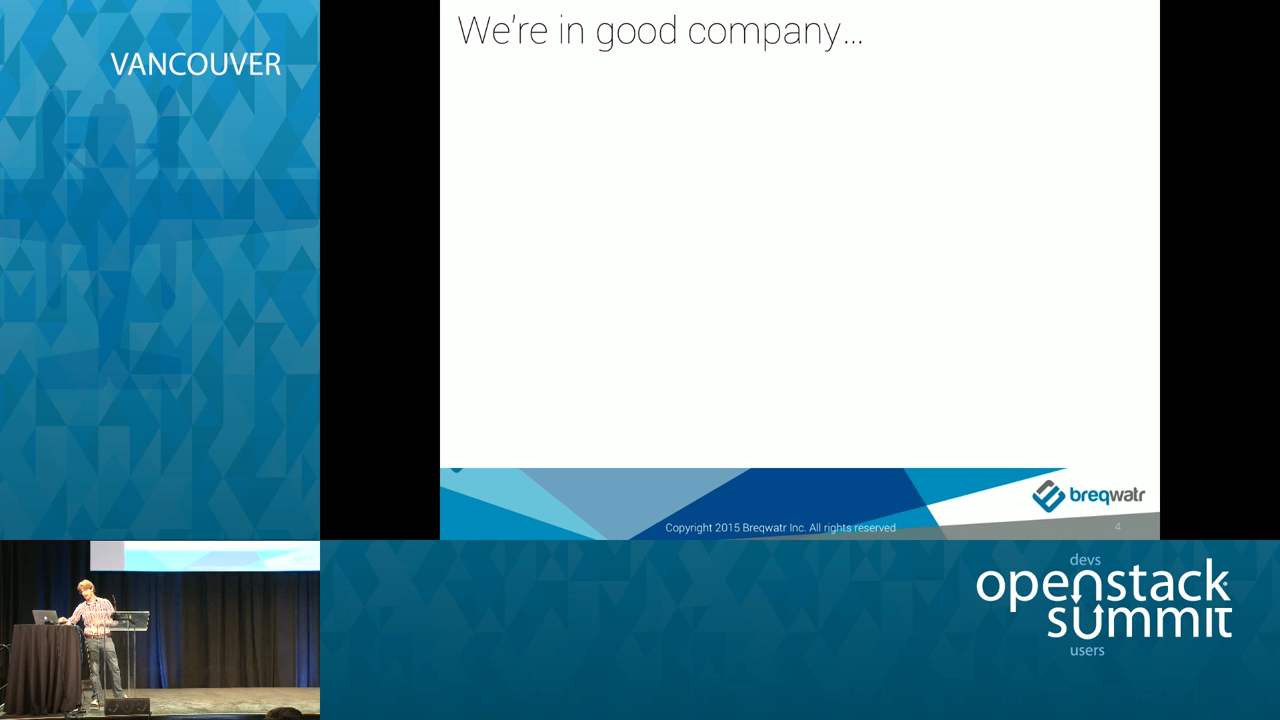 VANCOUVER
We're in good company...
breqwatr
Copyright 2015 Breqwatr Inc. All rights reserved
4
devs
openstack
summit
users